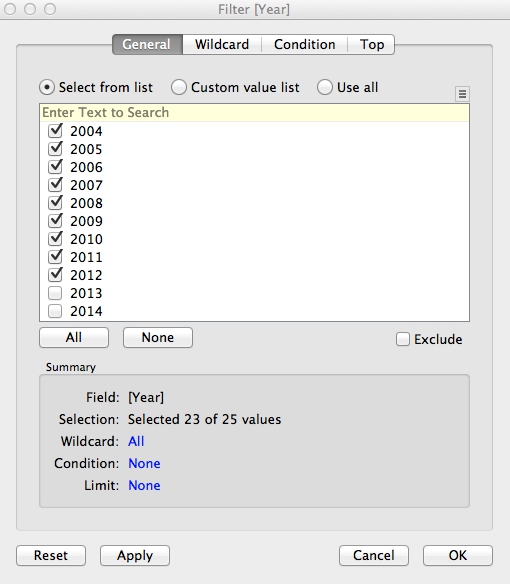 Filter [Year]
General Wildcard Condition Top
Select from list Custom value list Use all
Enter Text to Search
2004
2005
2006
2007
2008
2009
2010
2011
2012
2013
2014
All None Exclude
Summary
Field: [Year]
Selection: Selected 23 of 25 values
Wildcard: All
Condition: None
Limit: None
Reset Apply Cancel OK